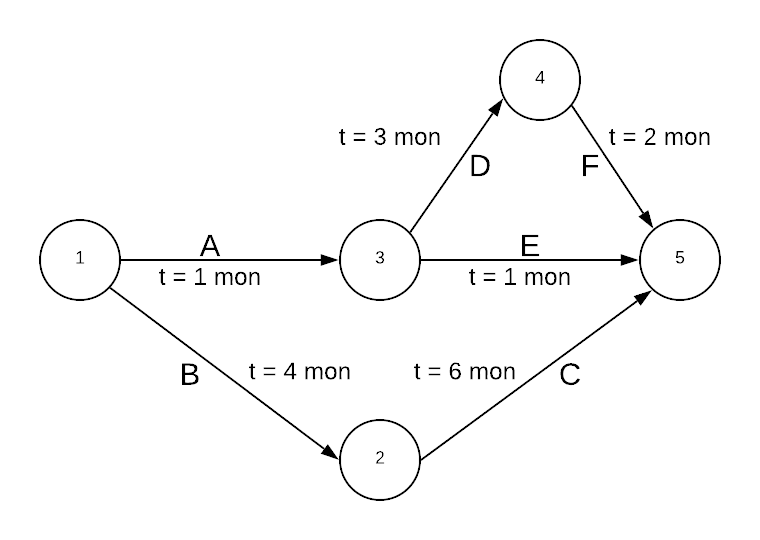 4
t = 3 mon
t = 2 mon
D
F
A
E
1
3
5
t = 1 mon
t = 1 mon
B
t = 4 mon
t = 6 mon
C
2